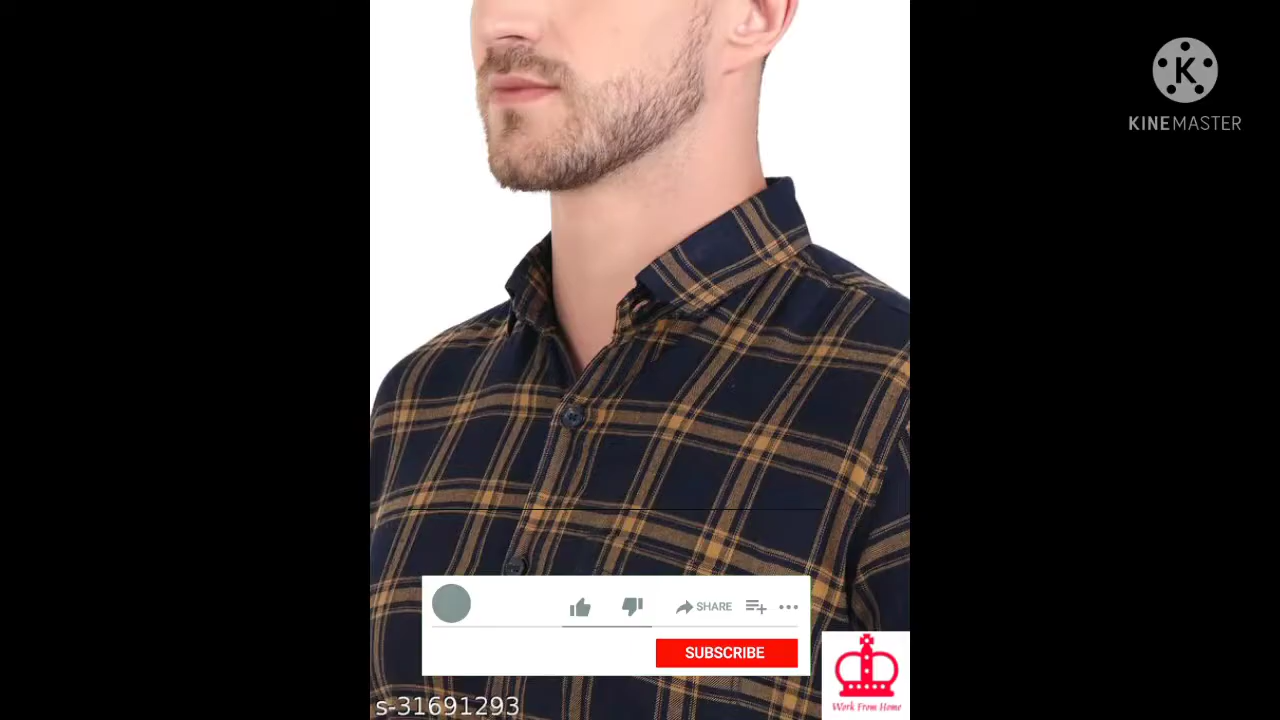 K
KINEMASTER
SHARE
SUBSCRIBE
s-31691293
Work From Home